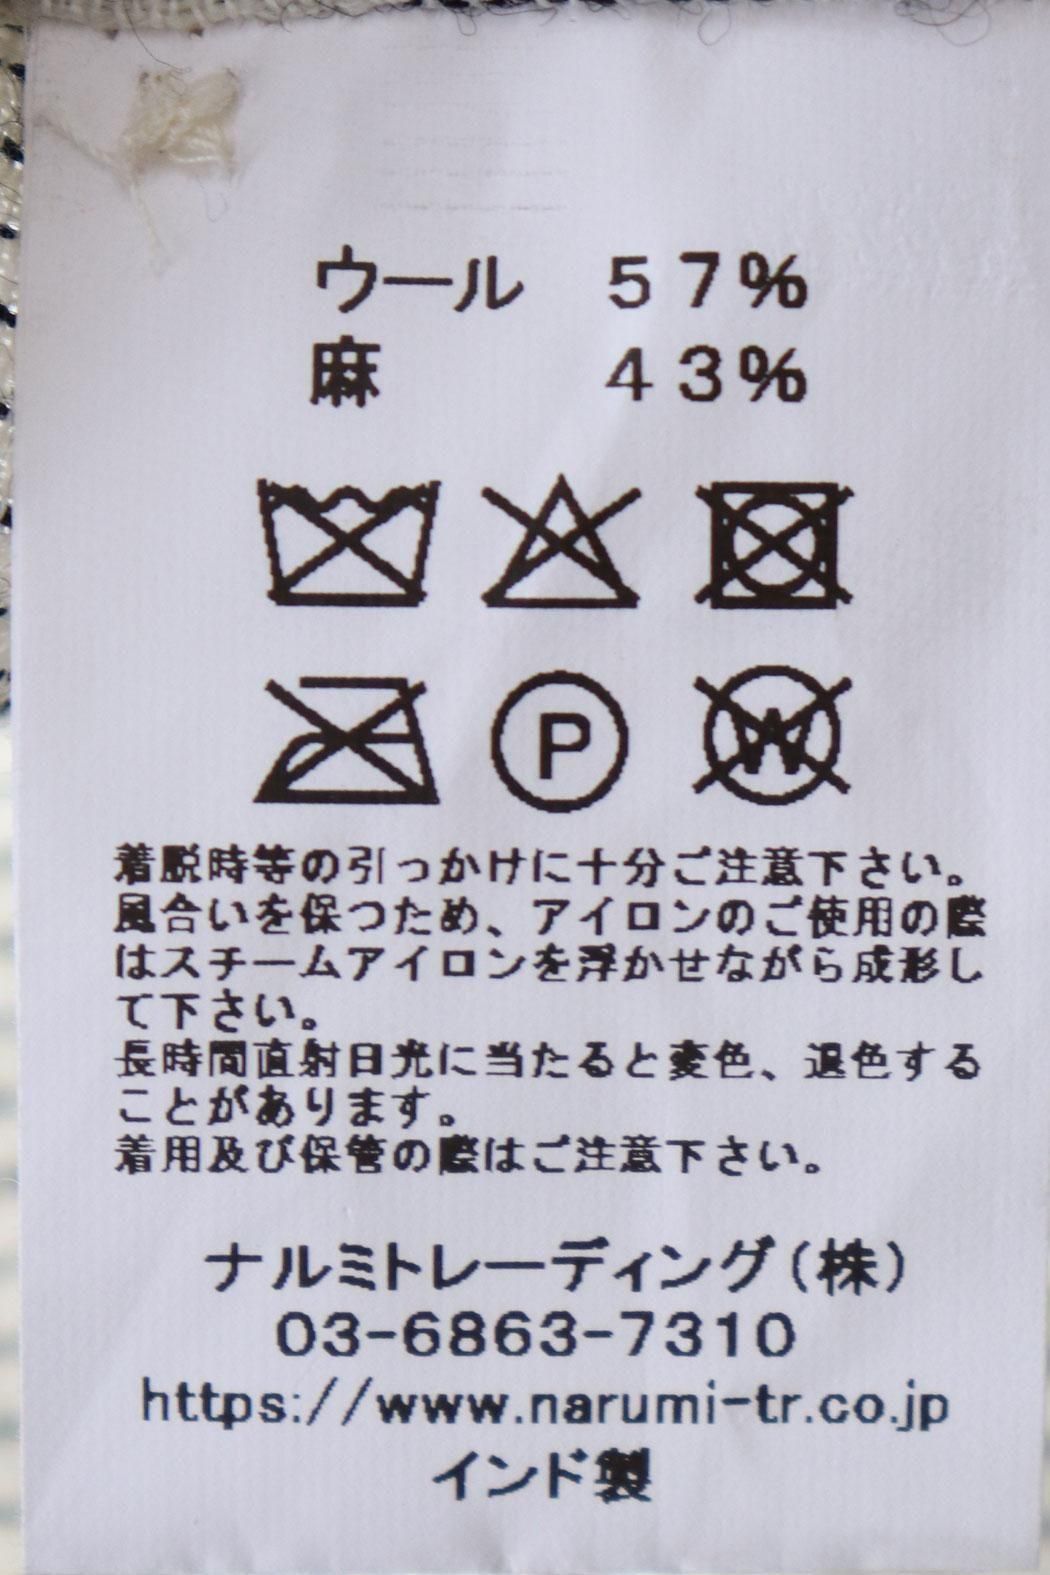 ウール 57%
麻 43%
P
W
着脱時等の引っかけに十分ご注意下さい。
風合いを保つため、アイロンのご使用の際
はスチームアイロンを浮かせながら成形し
て下さい。
長時間直射日光に当たると変色、退色する
ことがあります。
着用及び保管の際はご注意下さい。
ナルミトレーディング(株)
03-6863-7310
https://www.narumi-tr.co.jp
インド製